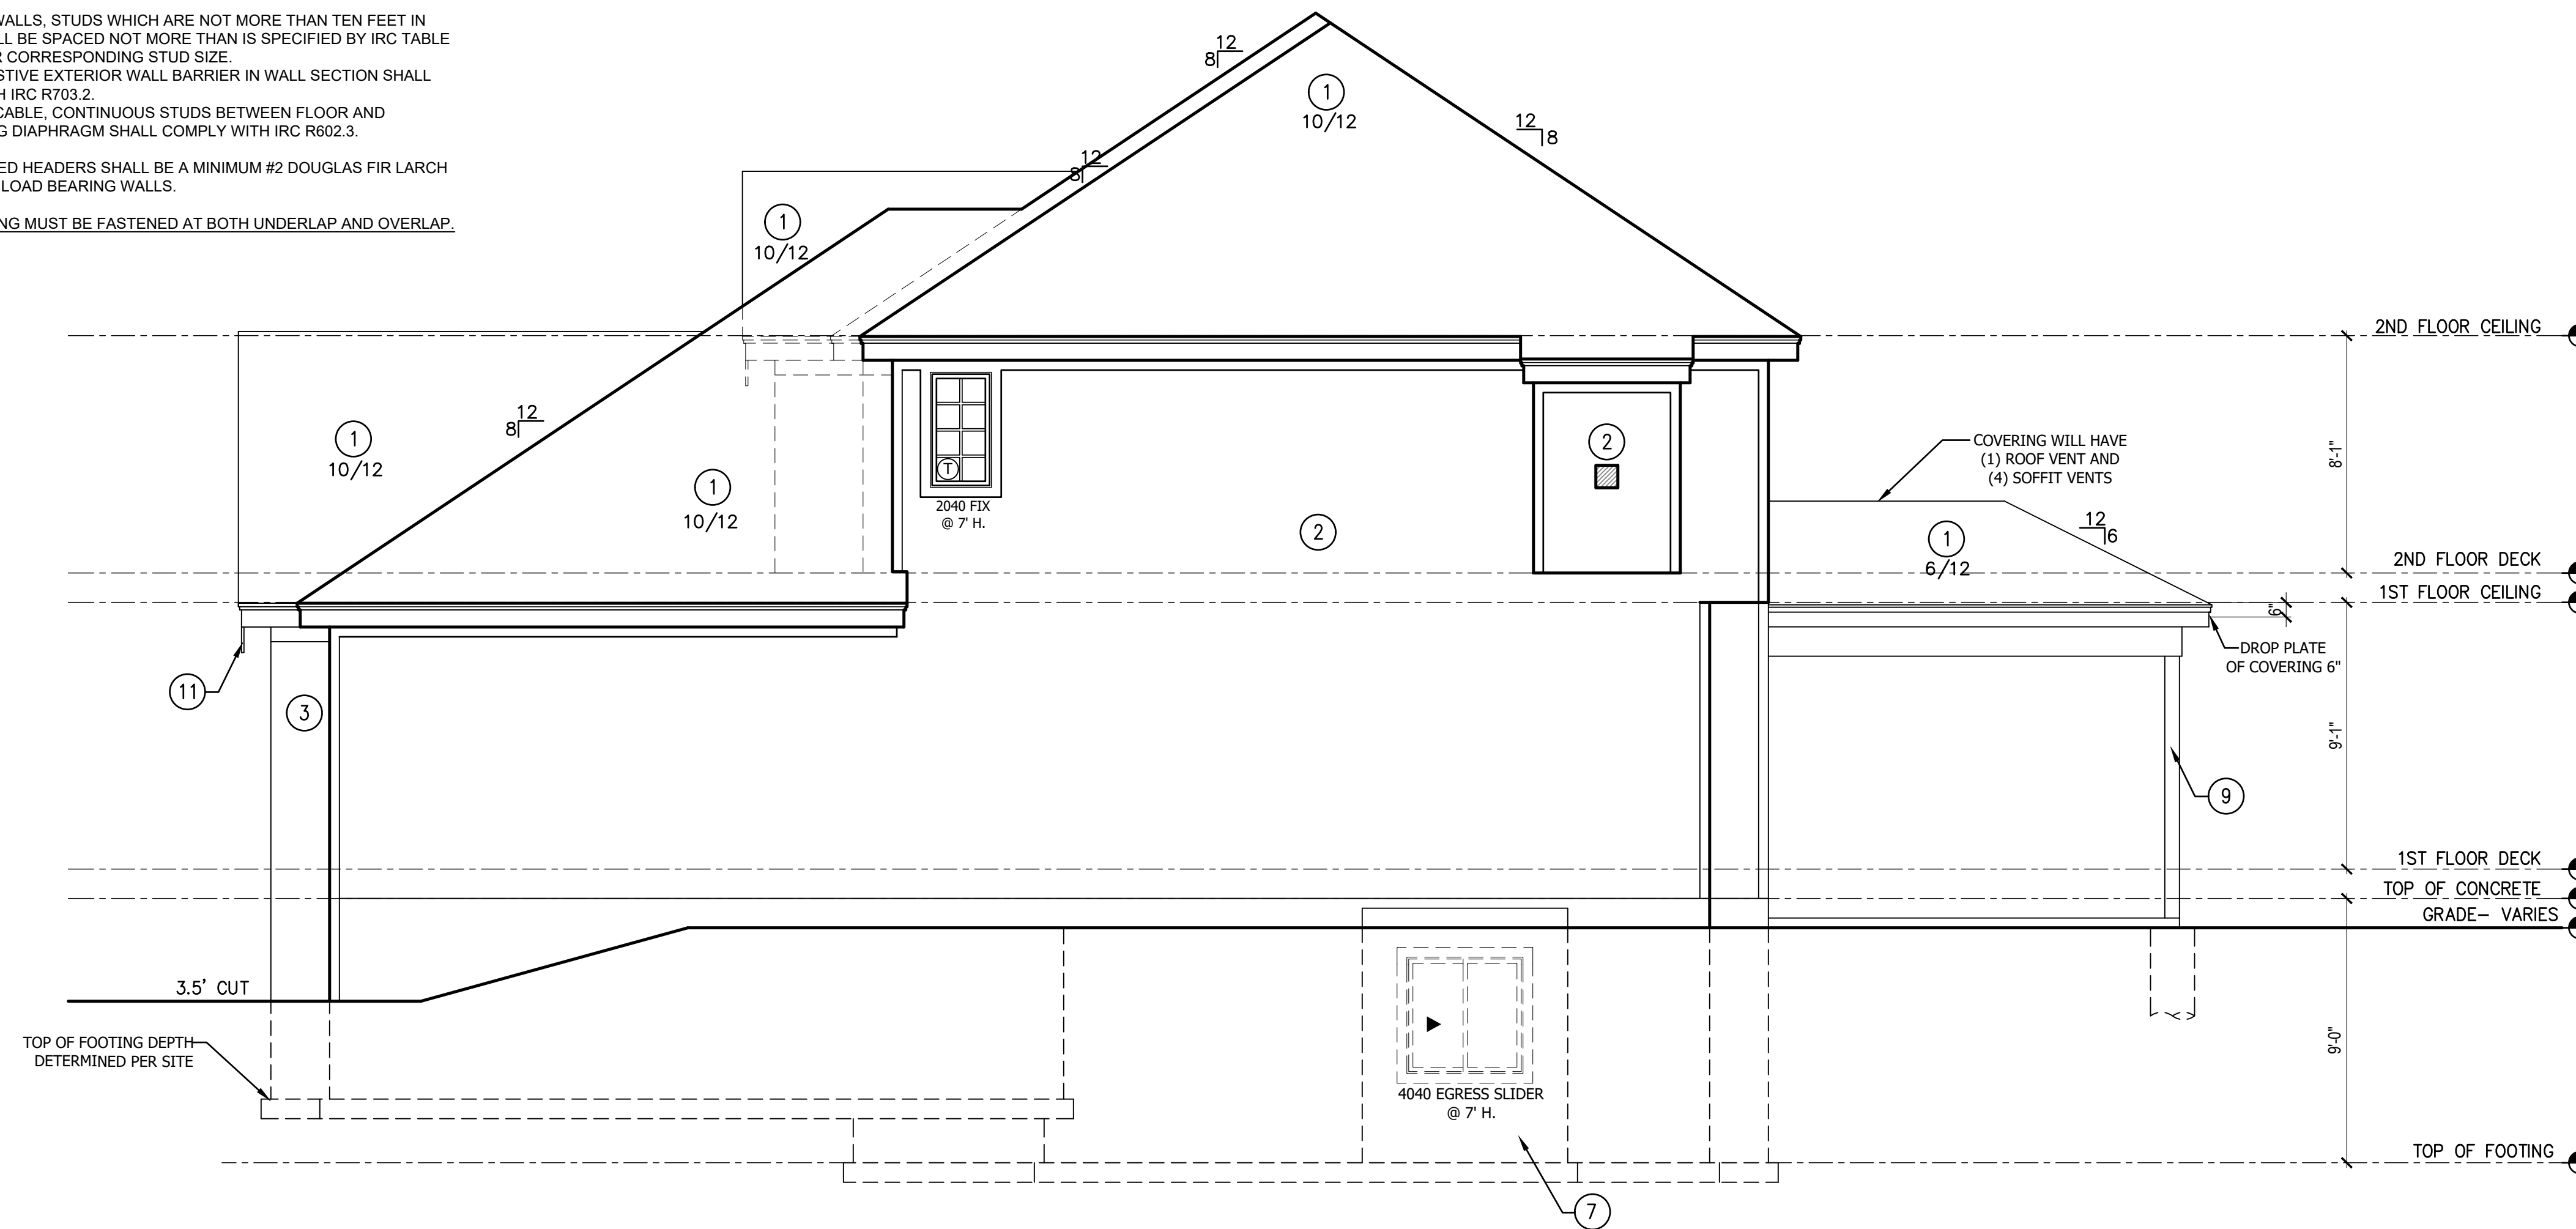 WALLS, STUDS WHICH ARE NOT MORE THAN TEN FEET IN
LL BE SPACED NOT MORE THAN IS SPECIFIED BY IRC TABLE
R CORRESPONDING STUD SIZE.
STIVE EXTERIOR WALL BARRIER IN WALL SECTION SHALL
H IRC R703.2.
CABLE, CONTINUOUS STUDS BETWEEN FLOOR AND
G DIAPHRAGM SHALL COMPLY WITH IRC R602.3.
ED HEADERS SHALL BE A MINIMUM #2 DOUGLAS FIR LARCH
LOAD BEARING WALLS.
NG MUST BE FASTENED AT BOTH UNDERLAP AND OVERLAP.
12
8
1
10/12
12
8
12
8
1
10/12
2ND FLOOR CEILING
12
8
1
10/12
1
10/12
T
2040 FIX
@ 7' H.
2
2
COVERING WILL HAVE
(1) ROOF VENT AND
(4) SOFFIT VENTS
8'-1"
12
6
1
6/12
2ND FLOOR DECK
1ST FLOOR CEILING
6"
DROP PLATE
OF COVERING 6"
11
3
9'-1"
9
1ST FLOOR DECK
TOP OF CONCRETE
GRADE- VARIES
3.5' CUT
TOP OF FOOTING DEPTH
DETERMINED PER SITE
4040 EGRESS SLIDER
@ 7' H.
9'-0"
TOP OF FOOTING
7